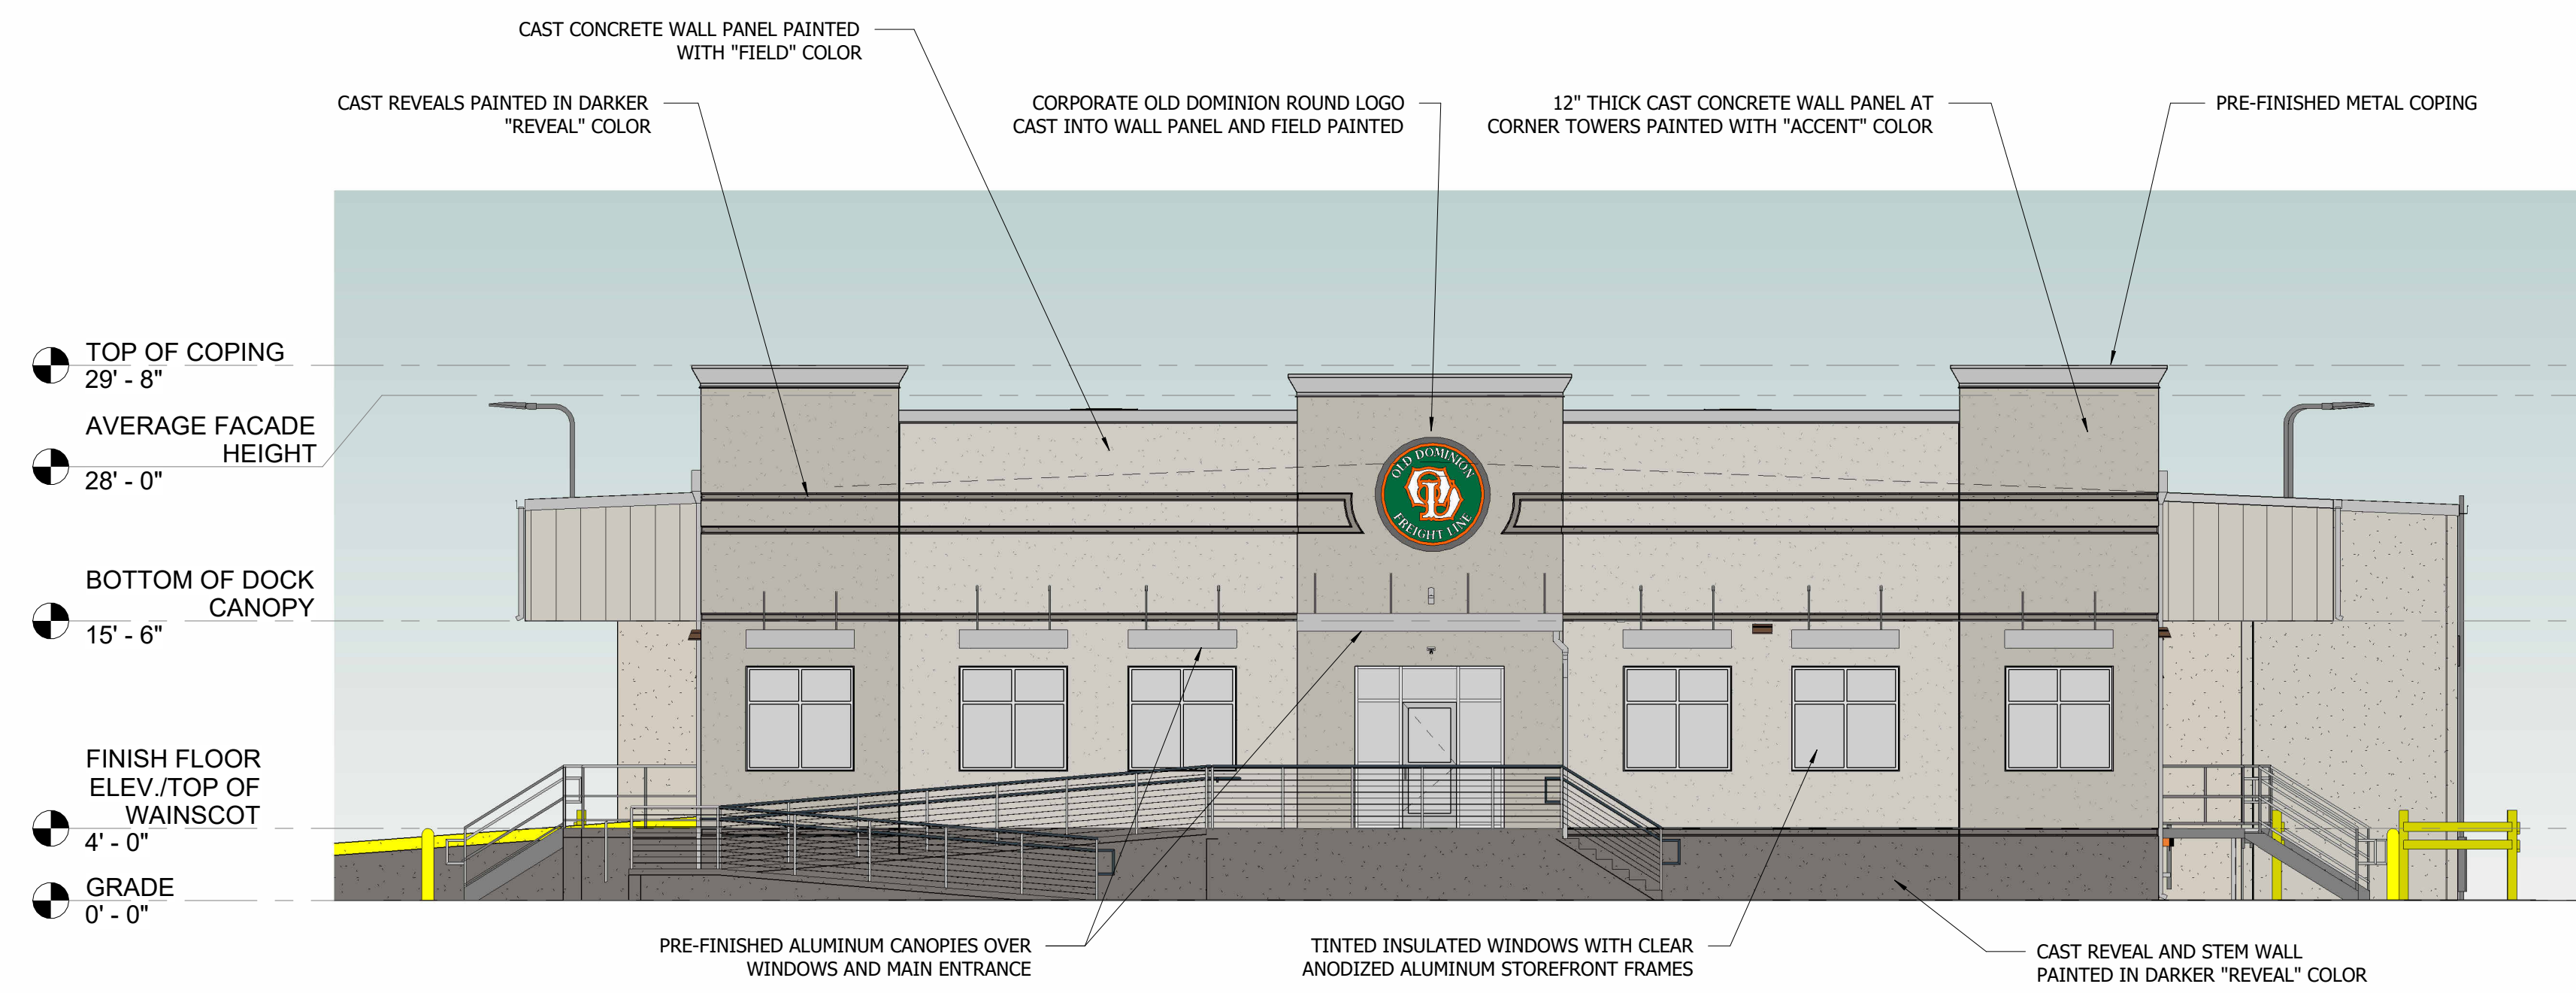 CAST CONCRETE WALL PANEL PAINTED
WITH "FIELD" COLOR
CAST REVEALS PAINTED IN DARKER
"REVEAL" COLOR
CORPORATE OLD DOMINION ROUND LOGO
CAST INTO WALL PANEL AND FIELD PAINTED
12" THICK CAST CONCRETE WALL PANEL AT
CORNER TOWERS PAINTED WITH "ACCENT" COLOR
PRE-FINISHED METAL COPING
TOP OF COPING
29' - 8"
AVERAGE FACADE
HEIGHT
28' - 0"
BOTTOM OF DOCK
CANOPY
15' - 6"
FINISH FLOOR
ELEV./TOP OF
WAINSCOT
4' - 0"
GRADE
0' - 0"
OLD DOMINION
OD
FREIGHT LINE
PRE-FINISHED ALUMINUM CANOPIES OVER
WINDOWS AND MAIN ENTRANCE
TINTED INSULATED WINDOWS WITH CLEAR
ANODIZED ALUMINUM STOREFRONT FRAMES
CAST REVEAL AND STEM WALL
PAINTED IN DARKER "REVEAL" COLOR